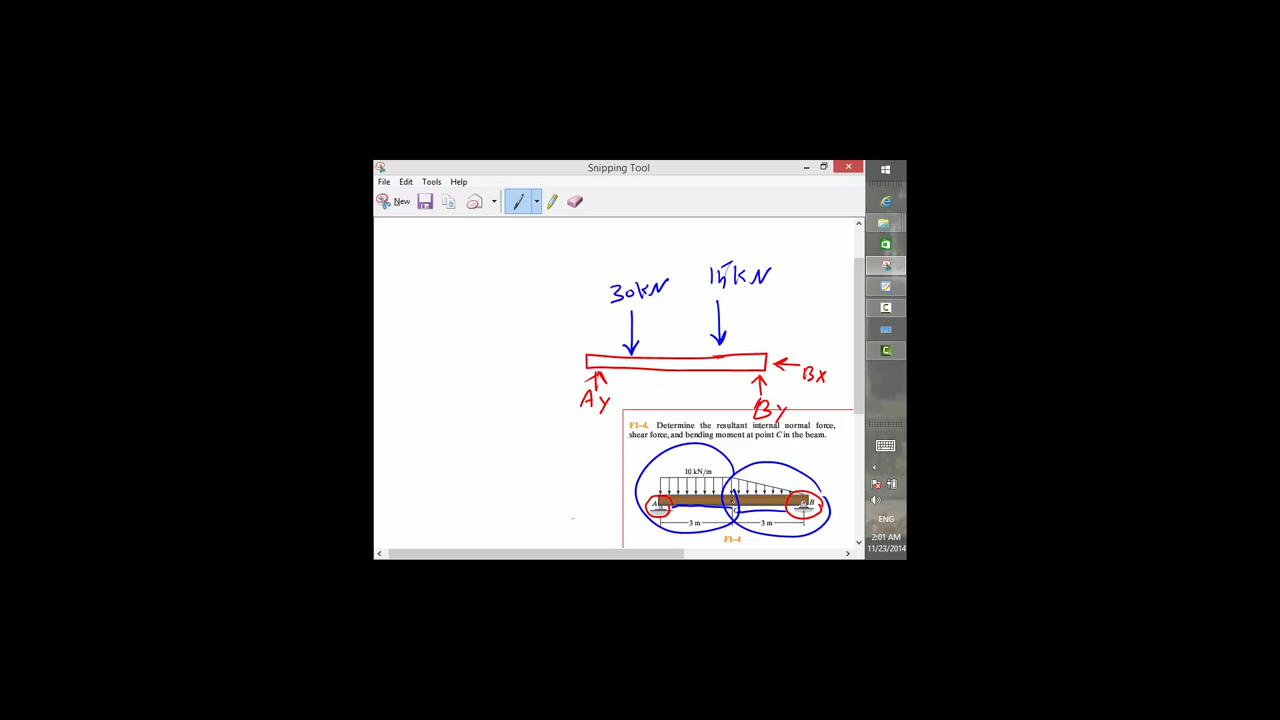 Snipping Tool
File Edit Tools Help
New
30kN
15kN
Bx
Ay
By
F1–4. Determine the resultant internal normal force,
shear force, and bending moment at point C in the beam.
10 kN/m
A
B
C
3 m
3 m
F1–4
ENG
2:01 AM
11/23/2014